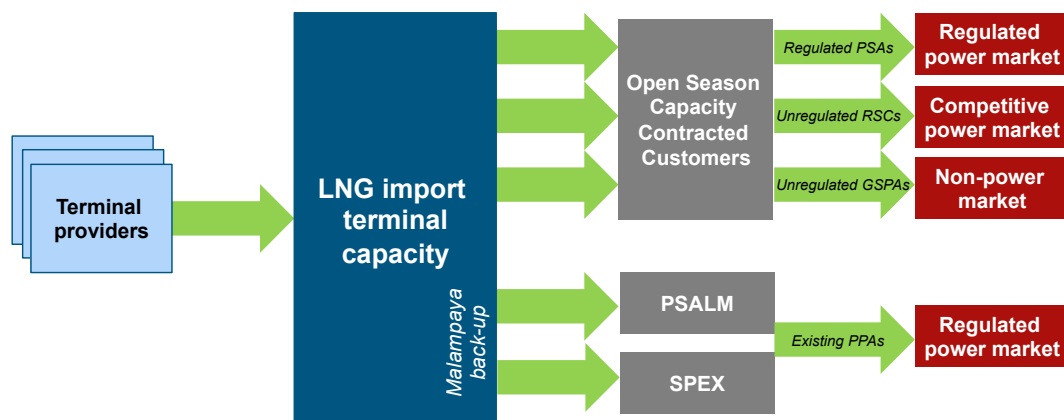 Terminal
providers
LNG import
terminal
capacity
Malampaya
back-up
Open Season
Capacity
Contracted
Customers
PSALM
SPEX
Regulated PSAs
Unregulated RSCs
Unregulated GSPAs
Existing PPAs
Regulated
power market
Competitive
power market
Non-power
market
Regulated
power market